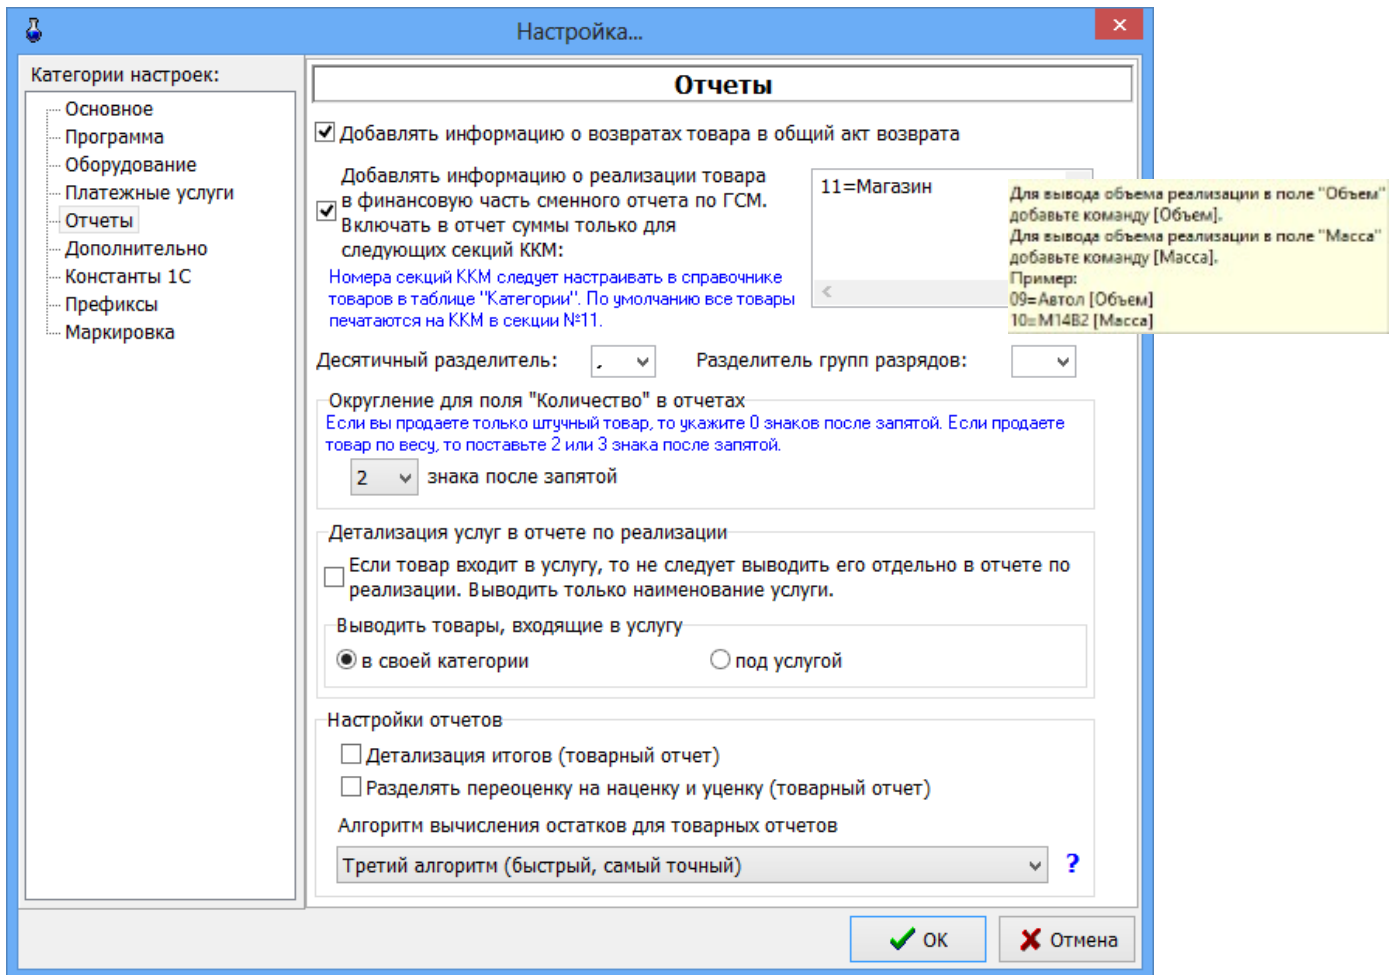 Настройка...
Категории настроек:
Основное
Программа
Оборудование
Платежные услуги
Отчеты
Дополнительно
Константы 1С
Префиксы
Маркировка
Отчеты
Добавлять информацию о возвратах товара в общий акт возврата
Добавлять информацию о реализации товара
в финансовую часть сменного отчета по ГСМ.
Включать в отчет суммы только для
следующих секций ККМ:
11=Магазин
Для вывода объема реализации в поле "Объем"
добавьте команду [Объем].
Для вывода объема реализации в поле "Масса"
добавьте команду [Масса].
Пример:
09=Автол [Объем]
10=М14В2 [Масса]
Номера секций ККМ следует настраивать в справочнике
товаров в таблице "Категории". По умолчанию все товары
печатаются на ККМ в секции №11.
Десятичный разделитель: , Разделитель групп разрядов:
Округление для поля "Количество" в отчетах
Если вы продаете только штучный товар, то укажите 0 знаков после запятой. Если продаете
товар по весу, то поставьте 2 или 3 знака после запятой.
2 знака после запятой
Детализация услуг в отчете по реализации
Если товар входит в услугу, то не следует выводить его отдельно в отчете по
реализации. Выводить только наименование услуги.
Выводить товары, входящие в услугу
в своей категории под услугой
Настройки отчетов
Детализация итогов (товарный отчет)
Разделять переоценку на наценку и уценку (товарный отчет)
Алгоритм вычисления остатков для товарных отчетов
Третий алгоритм (быстрый, самый точный) ?
ОК Отмена